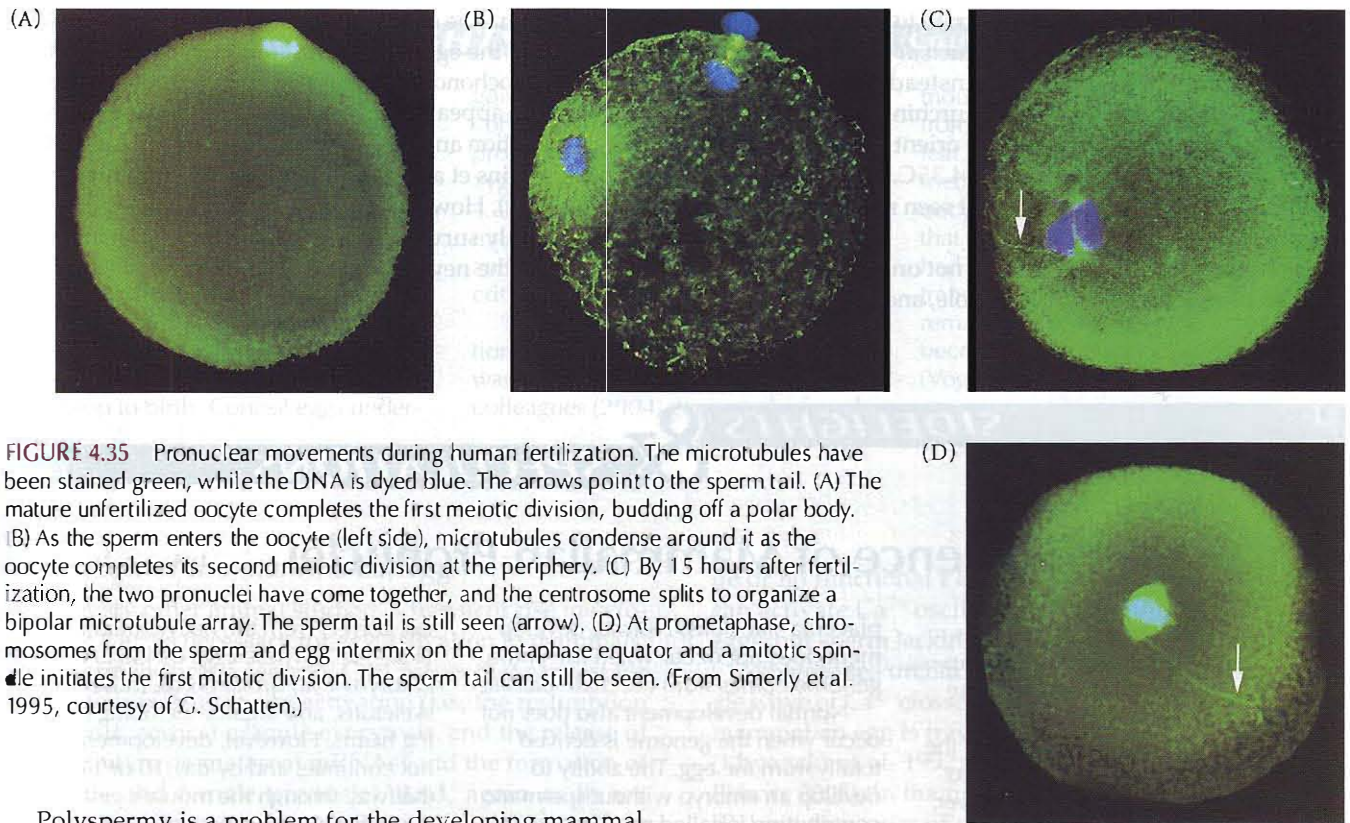 (A)
(B)
(C)
FIGURE 4.35 Pronuclear movements during human fertilization. The microtubules have
been stained green, while the DNA is dyed blue. The arrows point to the sperm tail. (A) The
mature unfertilized oocyte completes the first meiotic division, budding off a polar body.
B) As the sperm enters the oocyte (left side), microtubules condense around it as the
oocyte completes its second meiotic division at the periphery. (C) By 15 hours after fertil-
ization, the two pronuclei have come together, and the centrosome splits to organize a
bipolar microtubule array. The sperm tail is still seen (arrow). (D) At prometaphase, chro-
mosomes from the sperm and egg intermix on the metaphase equator and a mitotic spin-
dle initiates the first mitotic division. The sperm tail can still be seen. (From Simerly et al.
1995, courtesy of G. Schatten.)
(D)
Polyspermy is a problem for the developing mammal